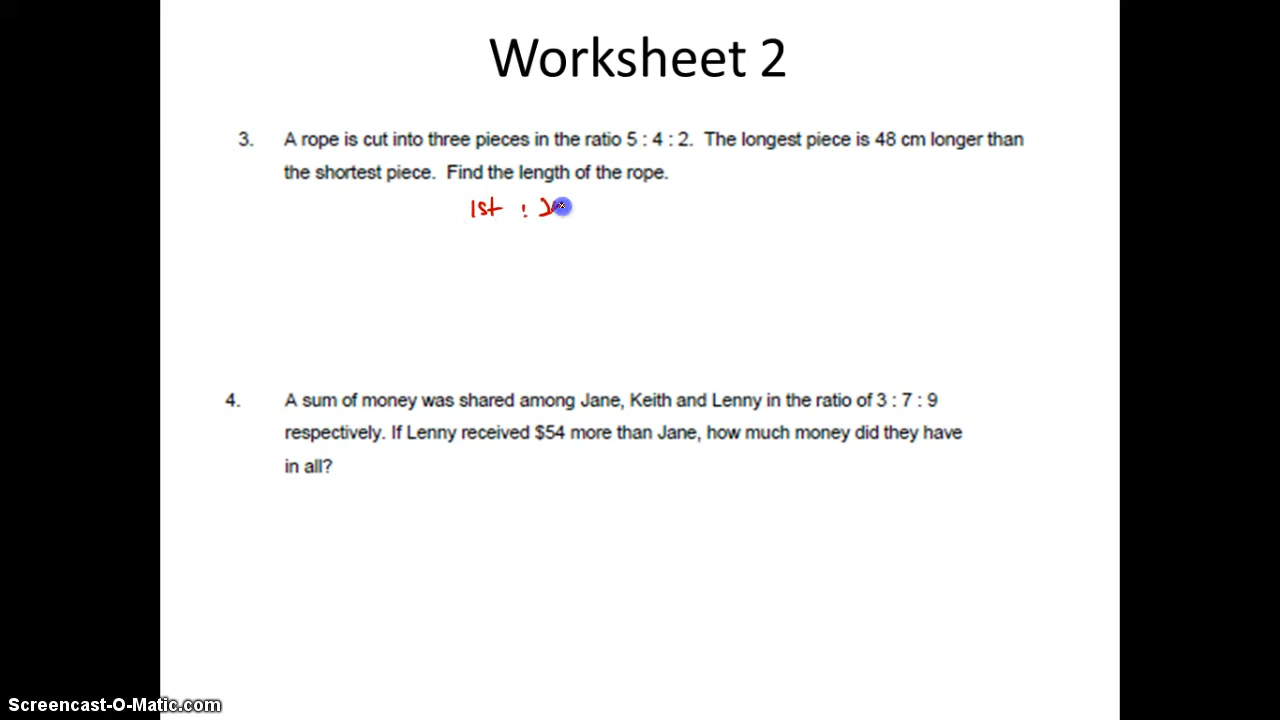 Worksheet 2
3. A rope is cut into three pieces in the ratio 5 : 4 : 2. The longest piece is 48 cm longer than
the shortest piece. Find the length of the rope.
1st : 2
4. A sum of money was shared among Jane, Keith and Lenny in the ratio of 3 : 7 : 9
respectively. If Lenny received $54 more than Jane, how much money did they have
in all?
Screencast-O-Matic.com